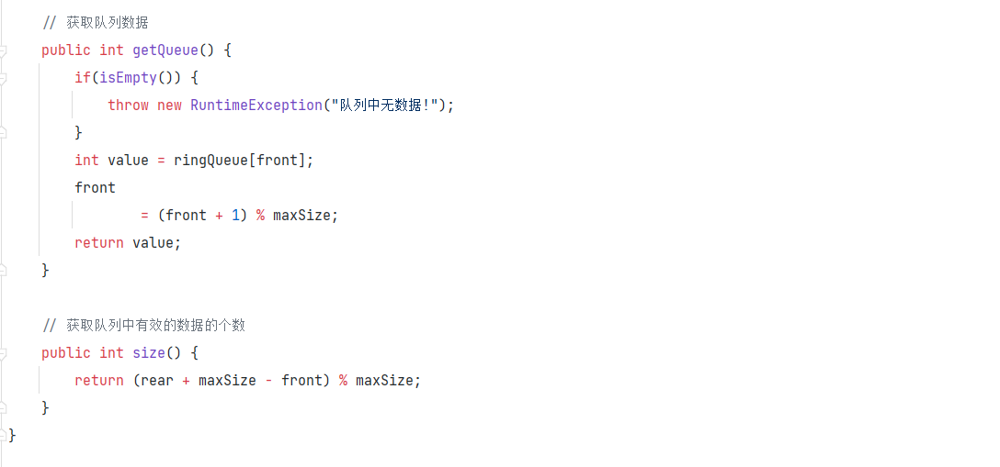 // 获取队列数据
public int getQueue() {
if(isEmpty()) {
throw new RuntimeException("队列中无数据!");
}
int value = ringQueue[front];
front
= (front + 1) % maxSize;
return value;
}
// 获取队列中有效的数据的个数
public int size() {
return (rear + maxSize - front) % maxSize;
}
}